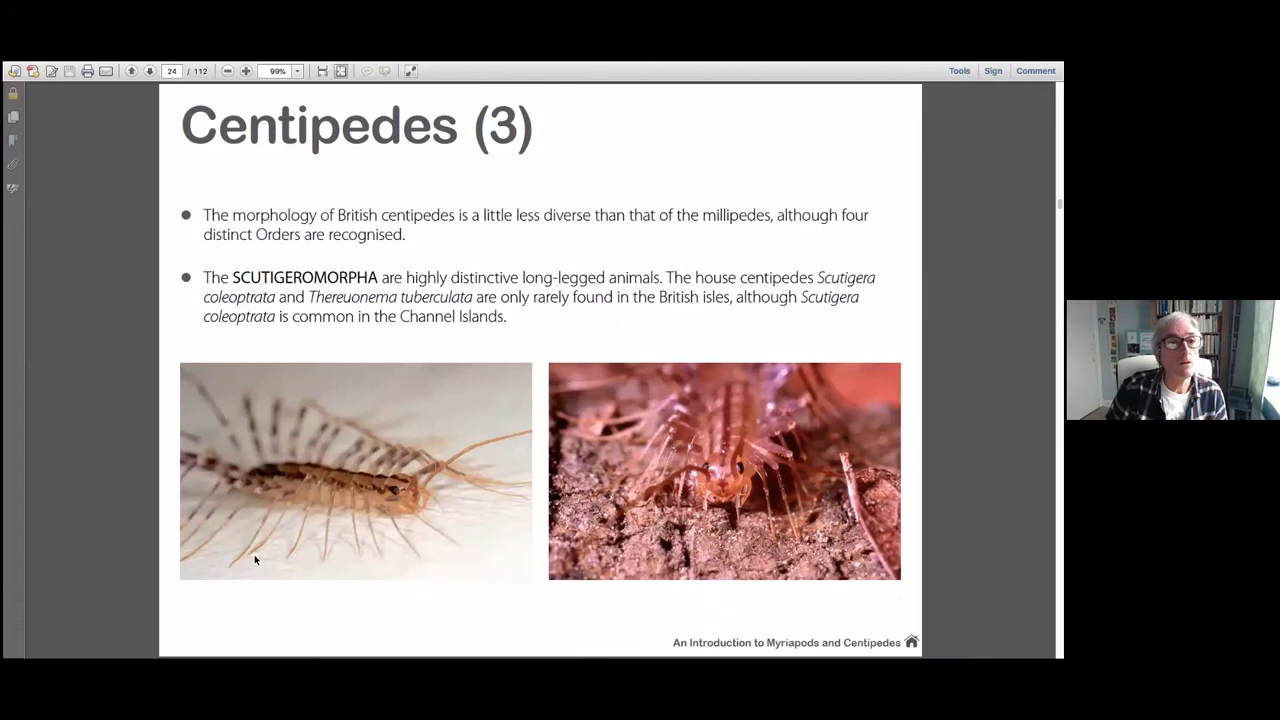 24 / 112
99%
Tools Sign Comment
Centipedes (3)
The morphology of British centipedes is a little less diverse than that of the millipedes, although four
distinct Orders are recognised.
The SCUTIGEROMORPHA are highly distinctive long-legged animals. The house centipedes Scutigera
coleoptrata and Thereuonema tuberculata are only rarely found in the British isles, although Scutigera
coleoptrata is common in the Channel Islands.
An Introduction to Myriapods and Centipedes